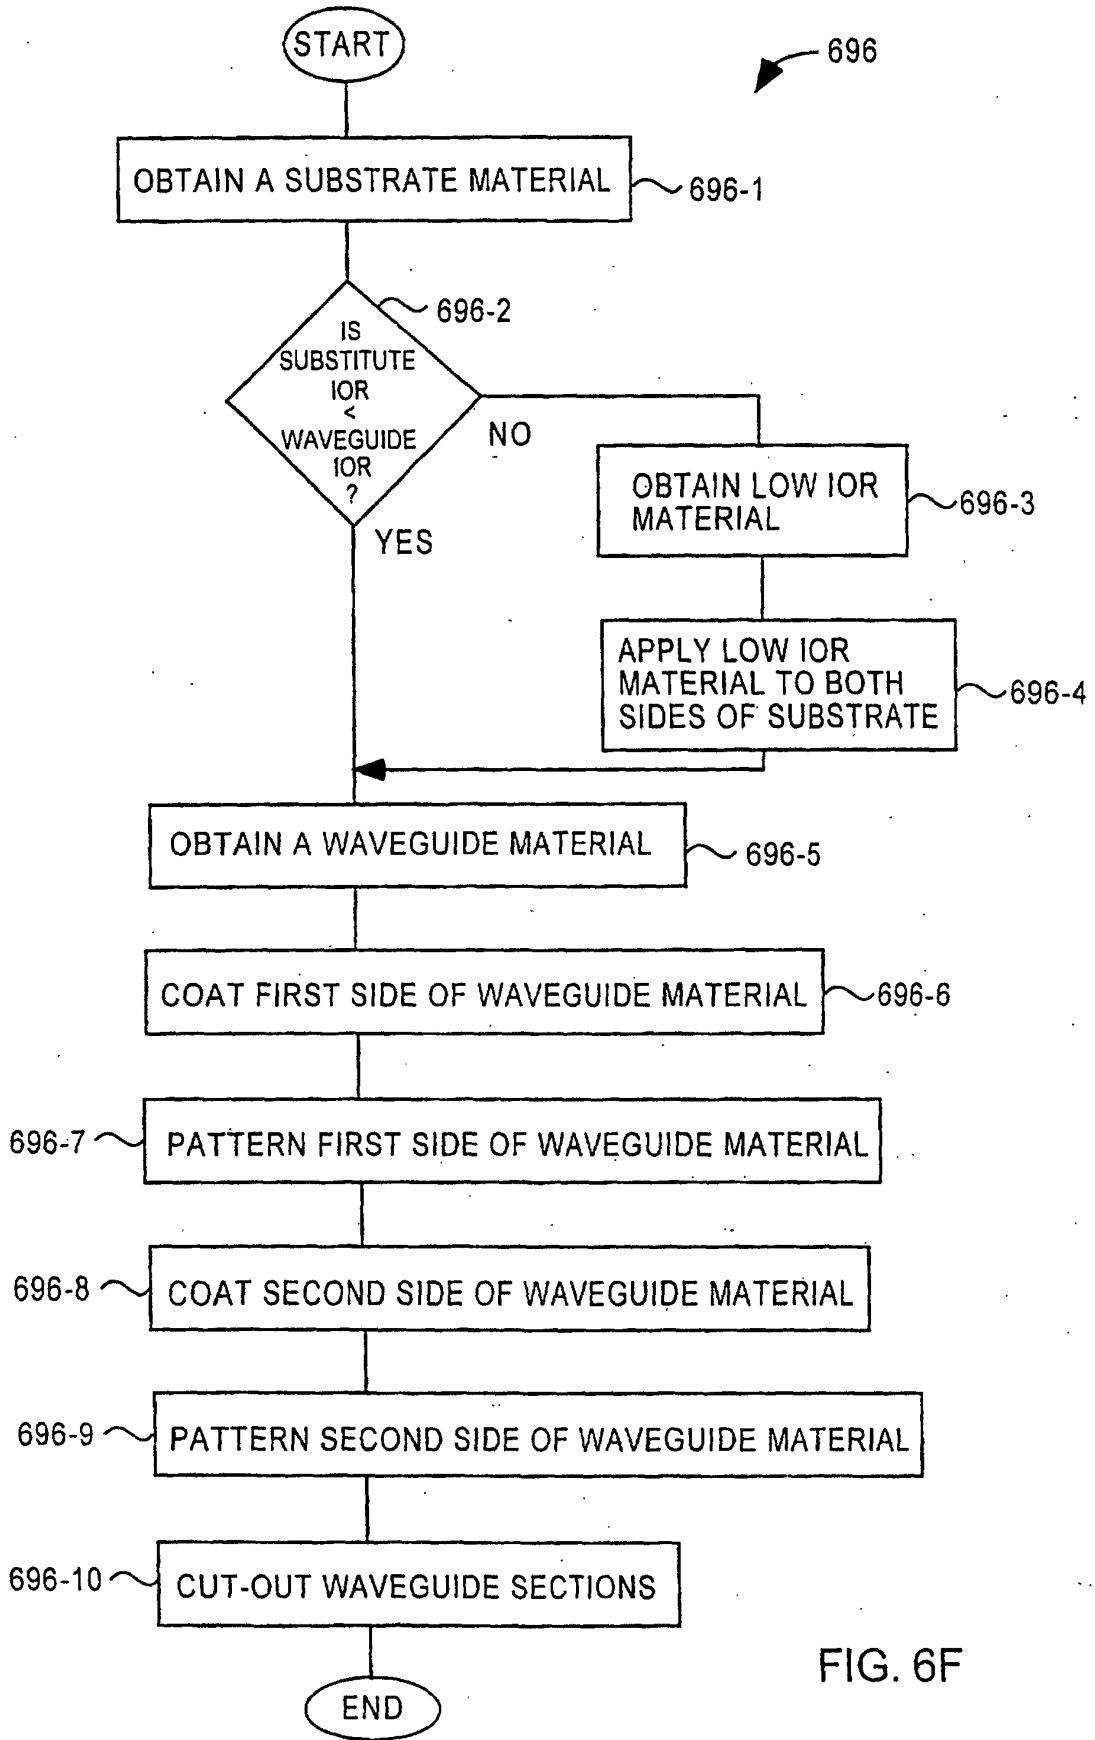 START
696
OBTAIN A SUBSTRATE MATERIAL
696-1
696-2
IS
SUBSTITUTE
IOR
<
WAVEGUIDE
IOR
?
NO
YES
OBTAIN LOW IOR
MATERIAL
696-3
APPLY LOW IOR
MATERIAL TO BOTH
SIDES OF SUBSTRATE
696-4
OBTAIN A WAVEGUIDE MATERIAL
696-5
COAT FIRST SIDE OF WAVEGUIDE MATERIAL
696-6
696-7
PATTERN FIRST SIDE OF WAVEGUIDE MATERIAL
696-8
COAT SECOND SIDE OF WAVEGUIDE MATERIAL
696-9
PATTERN SECOND SIDE OF WAVEGUIDE MATERIAL
696-10
CUT-OUT WAVEGUIDE SECTIONS
END
FIG. 6F